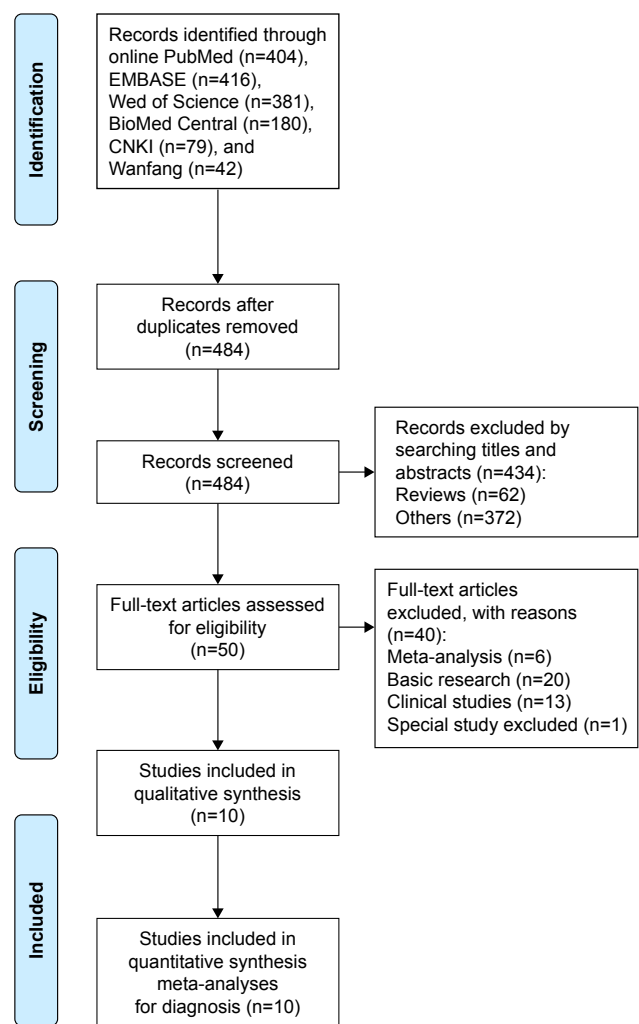 Identification
Records identified through
online PubMed (n=404),
EMBASE (n=416),
Wed of Science (n=381),
BioMed Central (n=180),
CNKI (n=79), and
Wanfang (n=42)
Screening
Records after
duplicates removed
(n=484)
Records screened
(n=484)
Records excluded by
searching titles and
abstracts (n=434):
Reviews (n=62)
Others (n=372)
Eligibility
Full-text articles assessed
for eligibility
(n=50)
Full-text articles
excluded, with reasons
(n=40):
Meta-analysis (n=6)
Basic research (n=20)
Clinical studies (n=13)
Special study excluded (n=1)
Studies included in
qualitative synthesis
(n=10)
Included
Studies included in
quantitative synthesis
meta-analyses
for diagnosis (n=10)